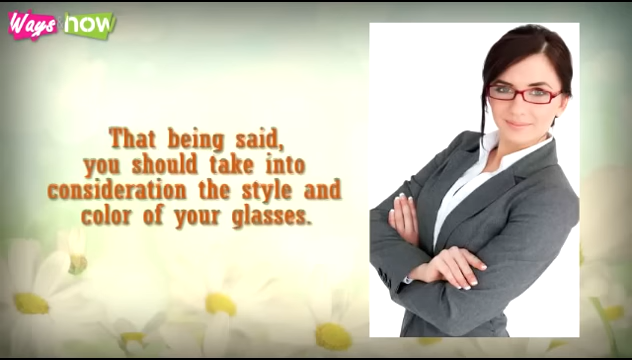 Ways&how
That being said,
you should take into
consideration the style and
color of your glasses.